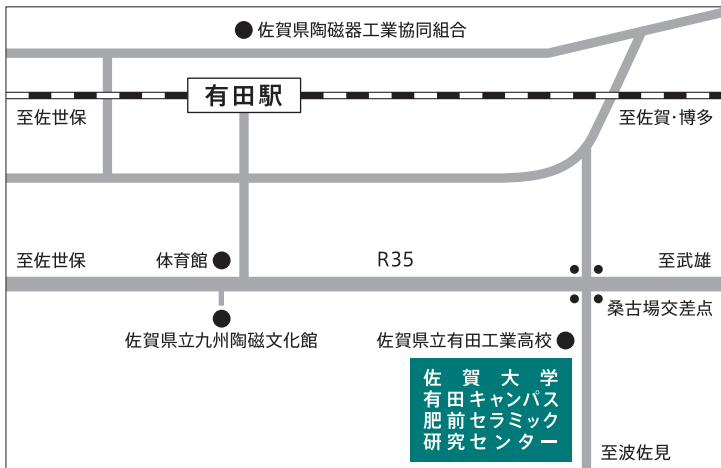 佐賀県陶磁器工業協同組合
有田駅
至佐世保
至佐賀・博多
至佐世保
体育館
R35
至武雄
桑古場交差点
佐賀県立九州陶磁文化館
佐賀県立有田工業高校
佐賀大学
有田キャンパス
肥前セラミック
研究センター
至波佐見